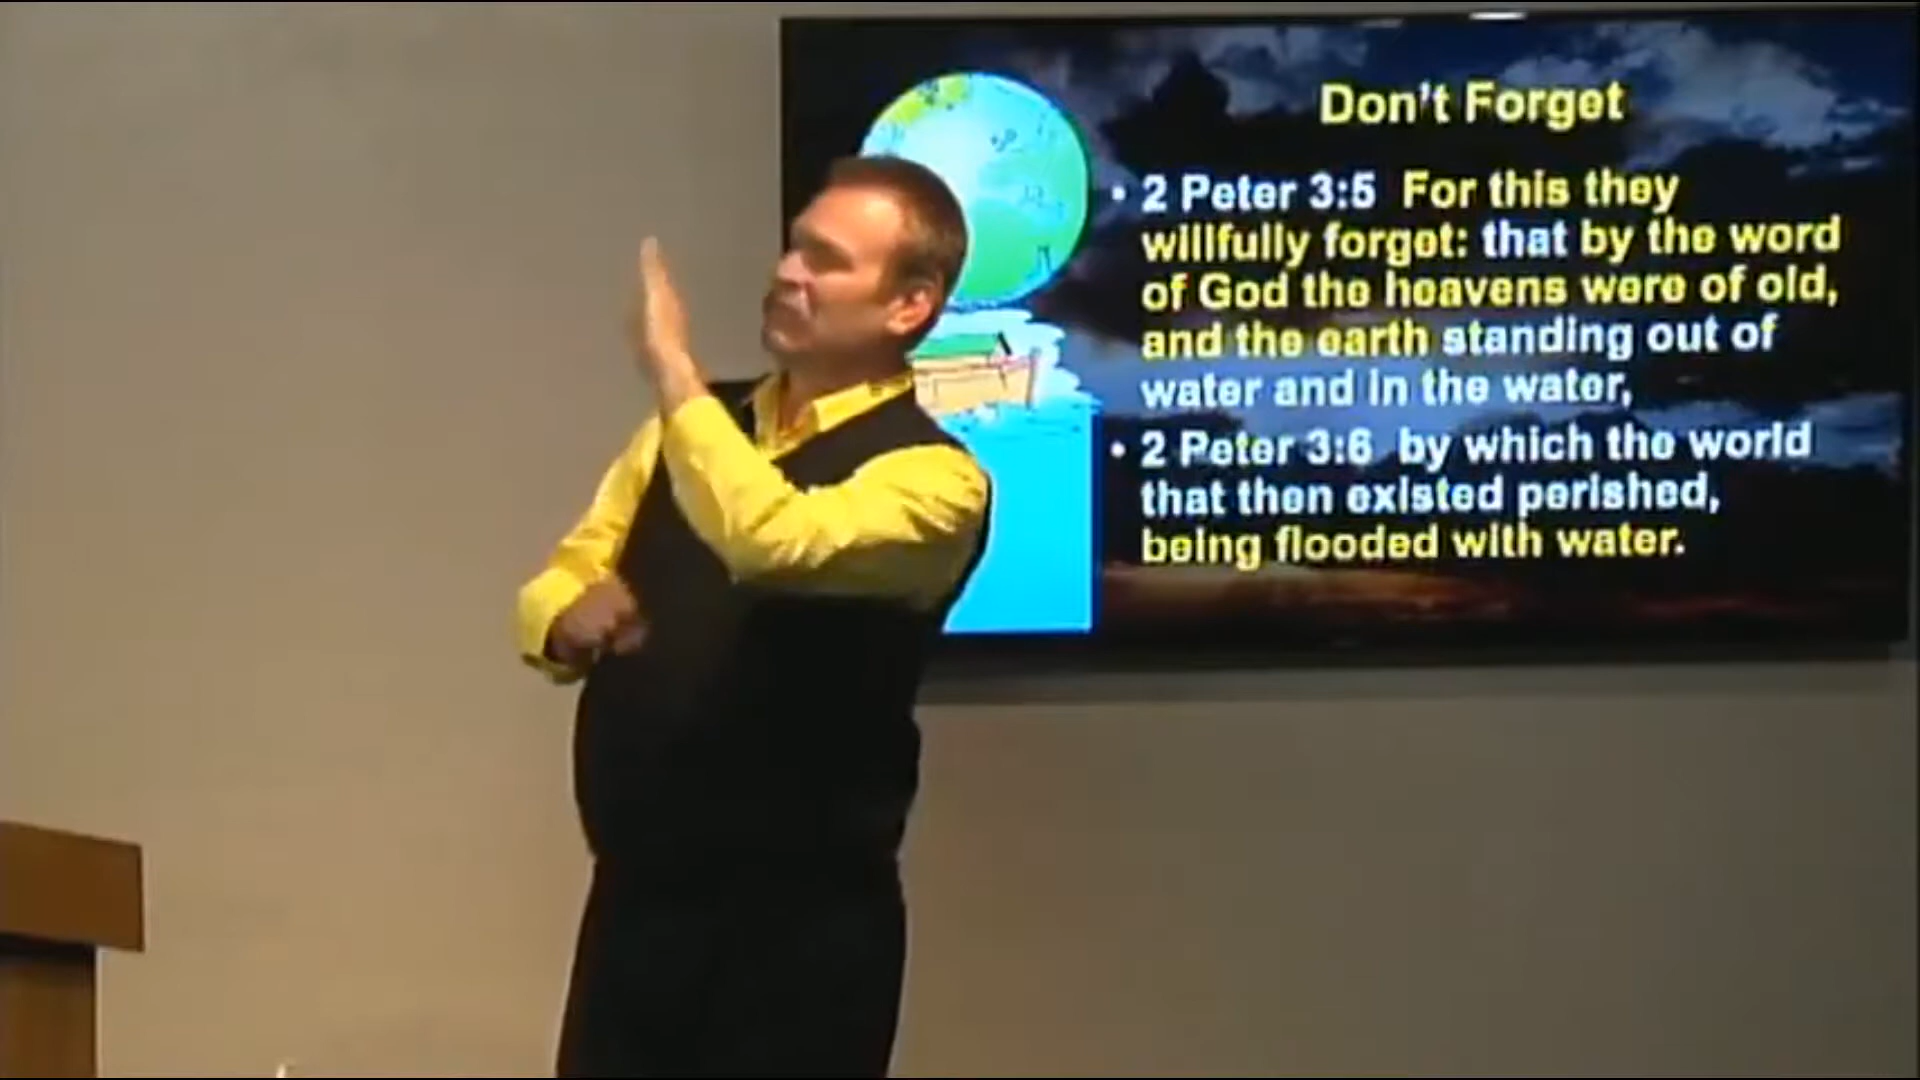 Don't Forget
• 2 Peter 3:5 For this they
willfully forget: that by the word
of God the heavens were of old,
and the earth standing out of
water and in the water,
• 2 Peter 3:6 by which the world
that then existed perished,
being flooded with water.